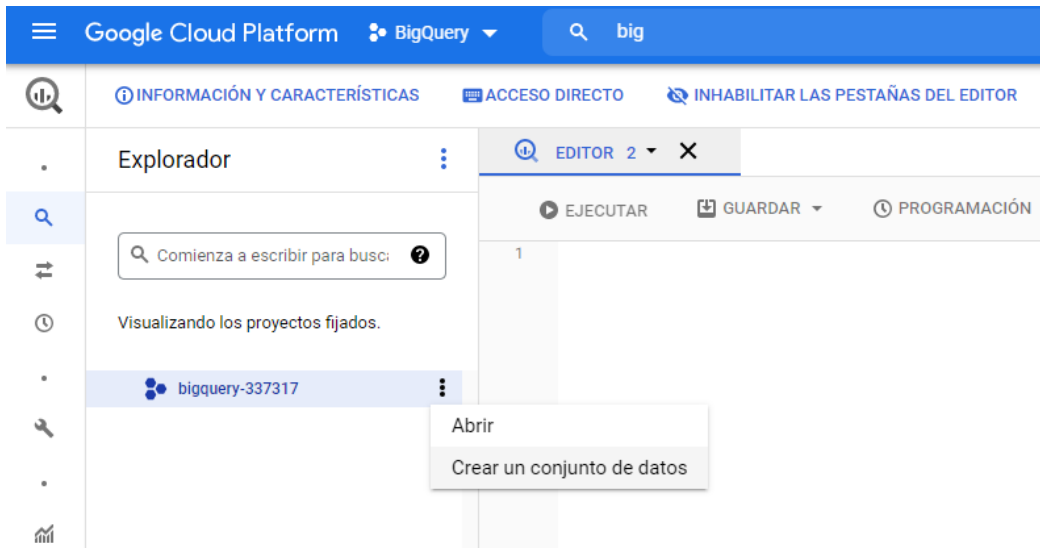 Google Cloud Platform BigQuery big
INFORMACIÓN Y CARACTERÍSTICAS ACCESO DIRECTO INHABILITAR LAS PESTAÑAS DEL EDITOR
Explorador EDITOR 2
EJECUTAR GUARDAR PROGRAMACIÓN
Comienza a escribir para busc 1
Visualizando los proyectos fijados.
bigquery-337317
Abrir
Crear un conjunto de datos